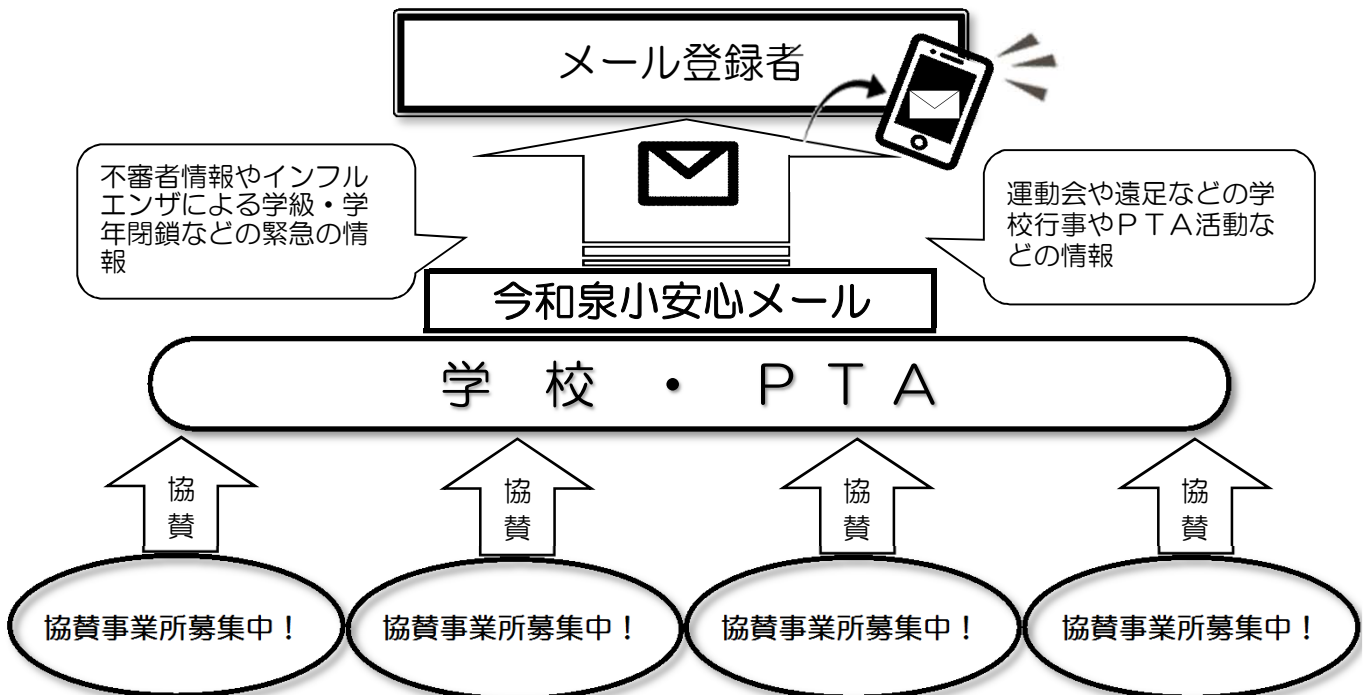 メール登録者
不審者情報やインフル
エンザによる学級・学
年閉鎖などの緊急の情
報
運動会や遠足などの学
校行事やＰＴＡ活動な
どの情報
今和泉小安心メール
学校・ＰＴＡ
協賛
協賛
協賛
協賛
協賛事業所募集中！
協賛事業所募集中！
協賛事業所募集中！
協賛事業所募集中！